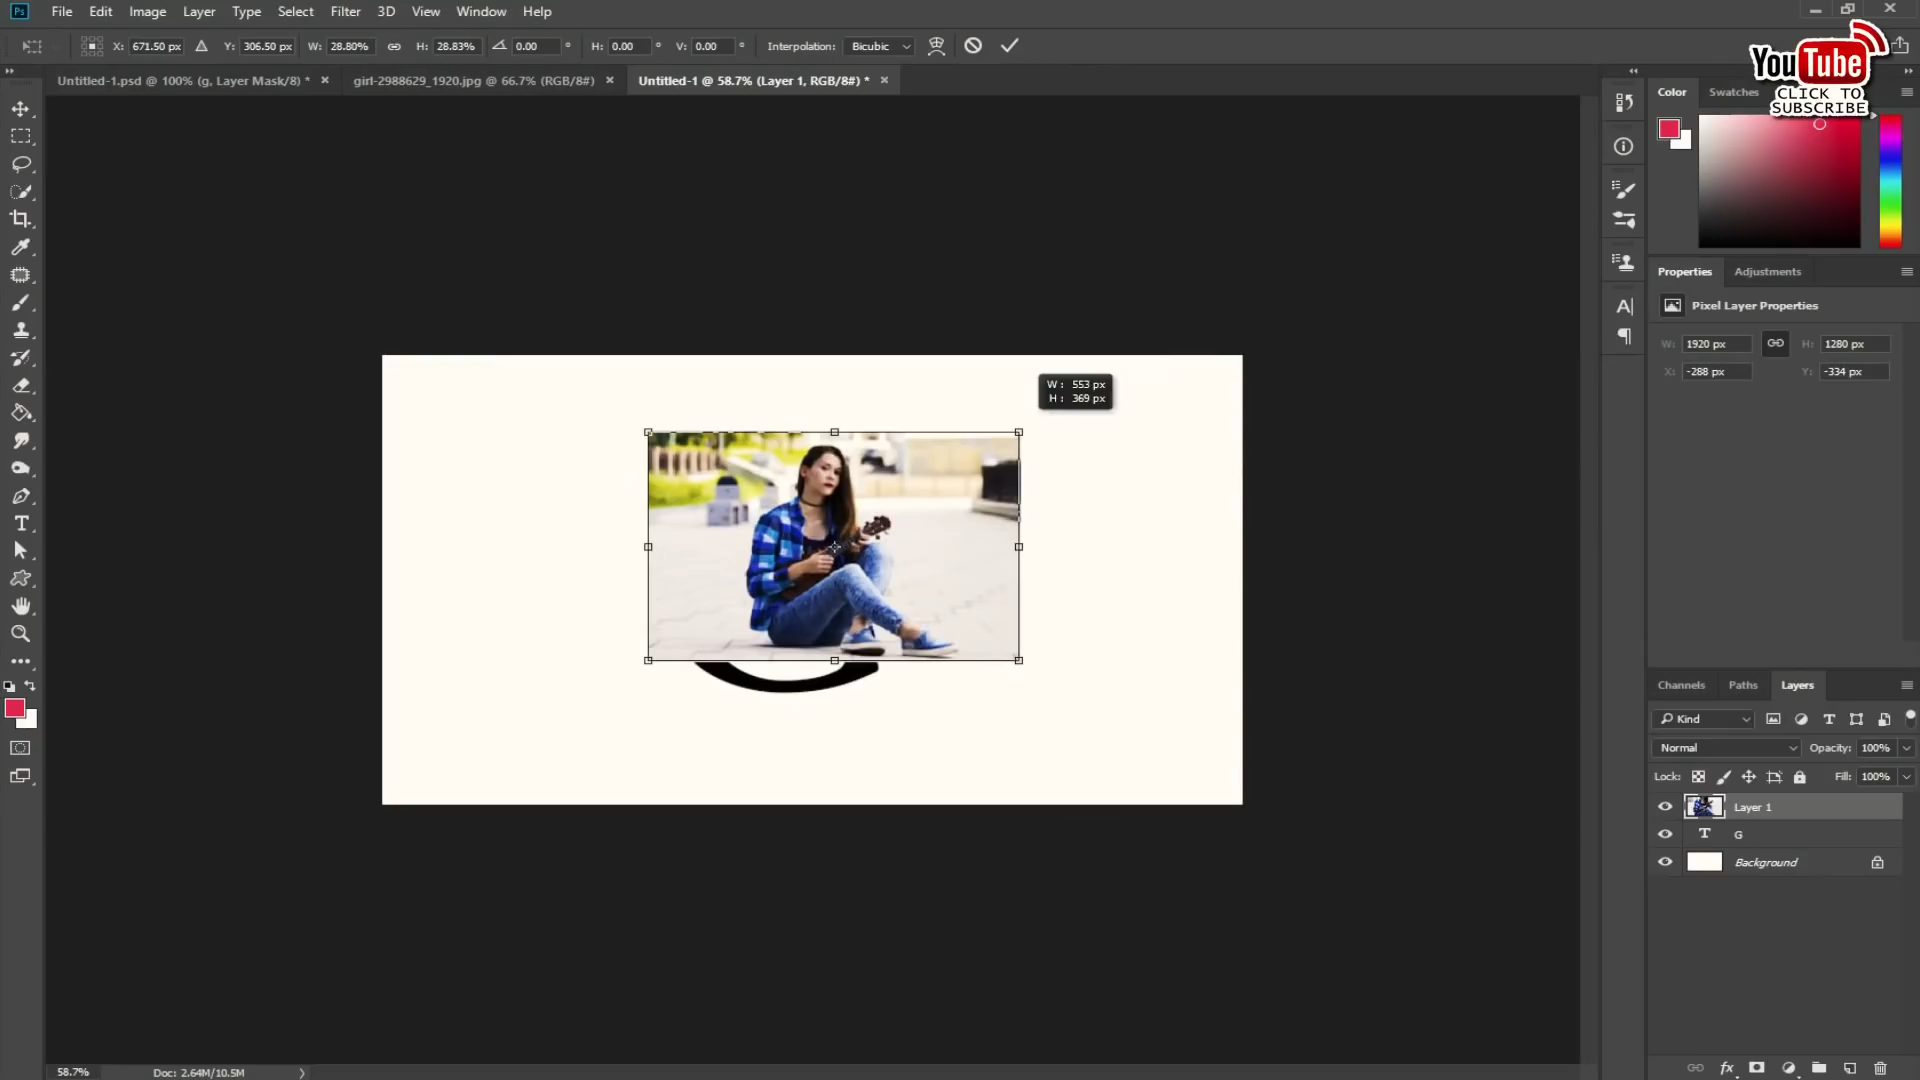 Ps File Edit Image Layer Type Select Filter 3D View Window Help
X: 671.50 px Y: 306.50 px W: 28.80% H: 28.83% 0.00 ° H: 0.00 ° V: 0.00 ° Interpolation: Bicubic
YouTube
CLICK TO
SUBSCRIBE
Untitled-1.psd @ 100% (g, Layer Mask/8) * × girl-2988629_1920.jpg @ 66.7% (RGB/8#) × Untitled-1 @ 58.7% (Layer 1, RGB/8#) * ×
Color Swatches
Properties Adjustments
Pixel Layer Properties
W: 1920 px H: 1280 px
X: -288 px Y: -334 px
W : 553 px
H : 369 px
Channels Paths Layers
Kind
Normal Opacity: 100%
Lock: Fill: 100%
Layer 1
T G
Background
fx
58.7% Doc: 2.64M/10.5M